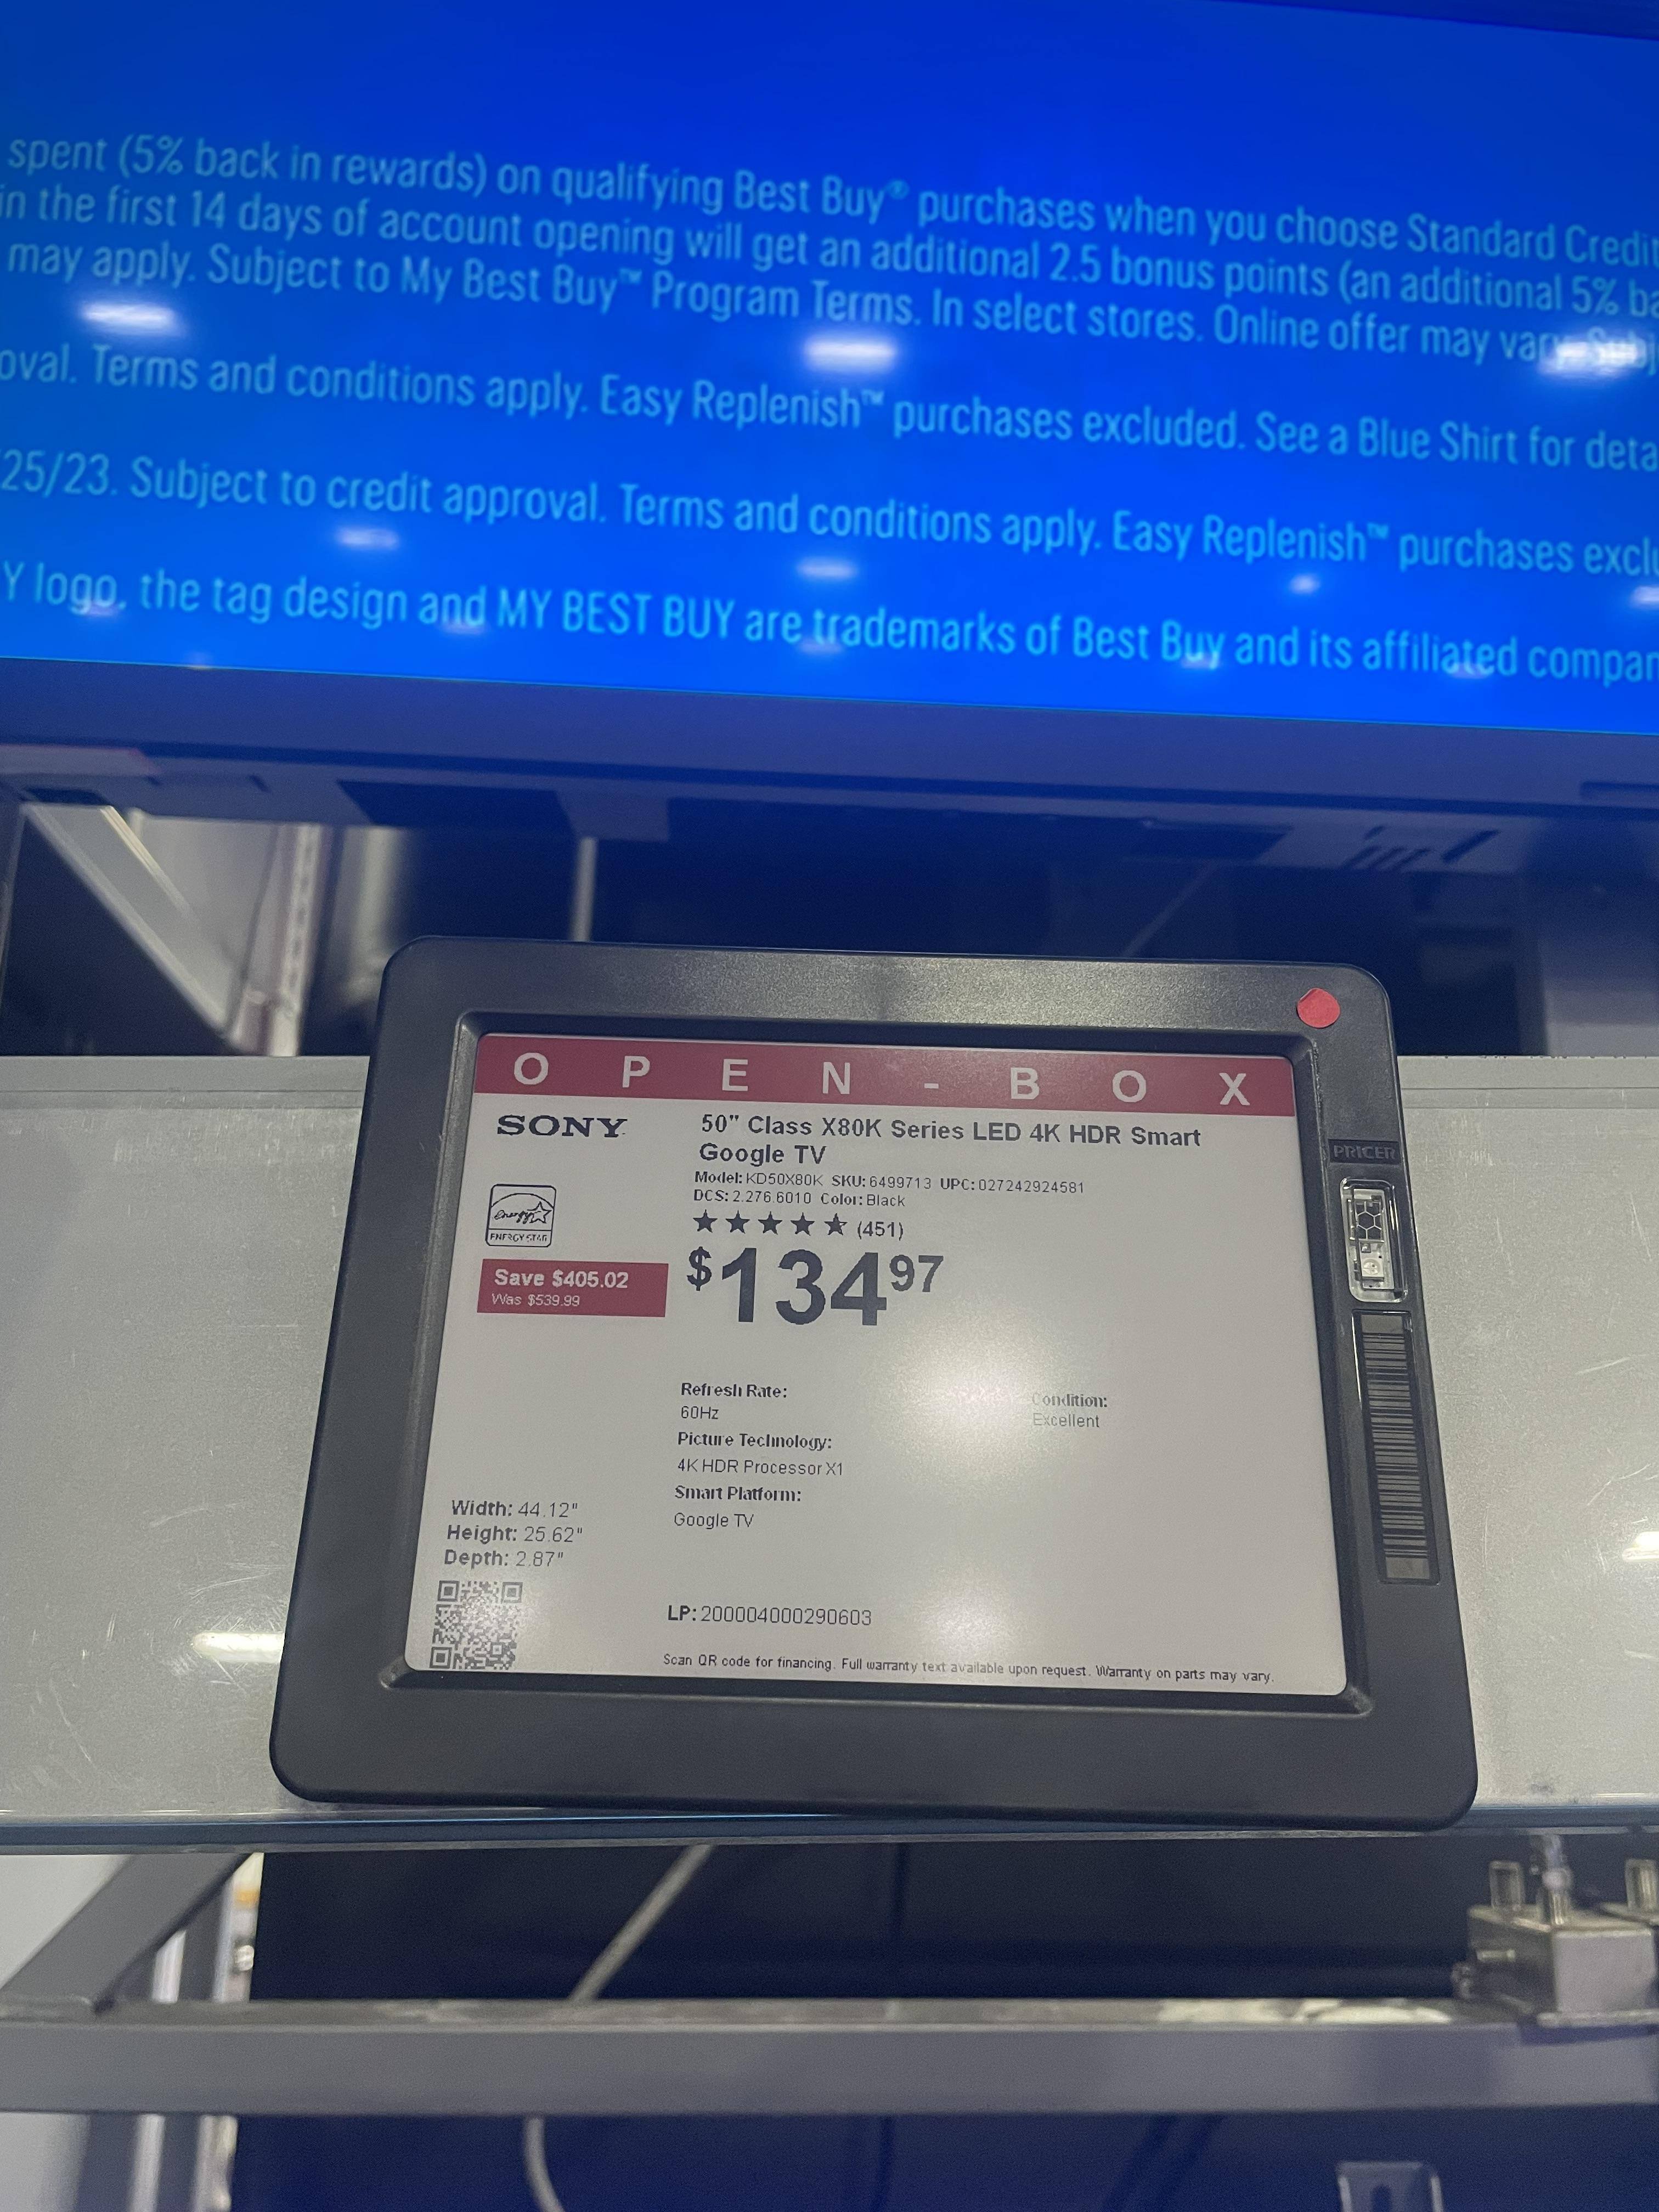 spent (5% back in rewards) on qualifying Best Buy® purchases when you choose Standard Credit
in the first 14 days of account opening will get an additional 2.5 bonus points (an additional 5%
may apply. Subject to My Best Buy™ Program Terms. In select stores. Online offer may vary.
oval. Terms and conditions apply. Easy Replenish™ purchases excluded. See a Blue Shirt for deta
25/23. Subject to credit approval. Terms and conditions apply. Easy Replenish™ purchases exclu
Y logo, the tag design and MY BEST BUY are trademarks of Best Buy and its affiliated compan
OPEN-BOX
SONY
50" Class X80K Series LED 4K HDR Smart
Google TV
Model: KD50X80K SKU: 6499713 UPC: 027242924581
DCS: 2.276.6010 Color: Black
(451)
energy
ENERGY STAR
PRICER
Save $405.02
Was $539.99
$134 97
Refresh Rate:
60Hz
Condition:
Excellent
Picture Technology:
4K HDR Processor X1
Smart Platform:
Google TV
Width: 44.12"
Height: 25.62"
Depth: 2.87"
LP: 200004000290603
Scan QR code for financing. Full warranty text available upon request. Warranty on parts may vary.